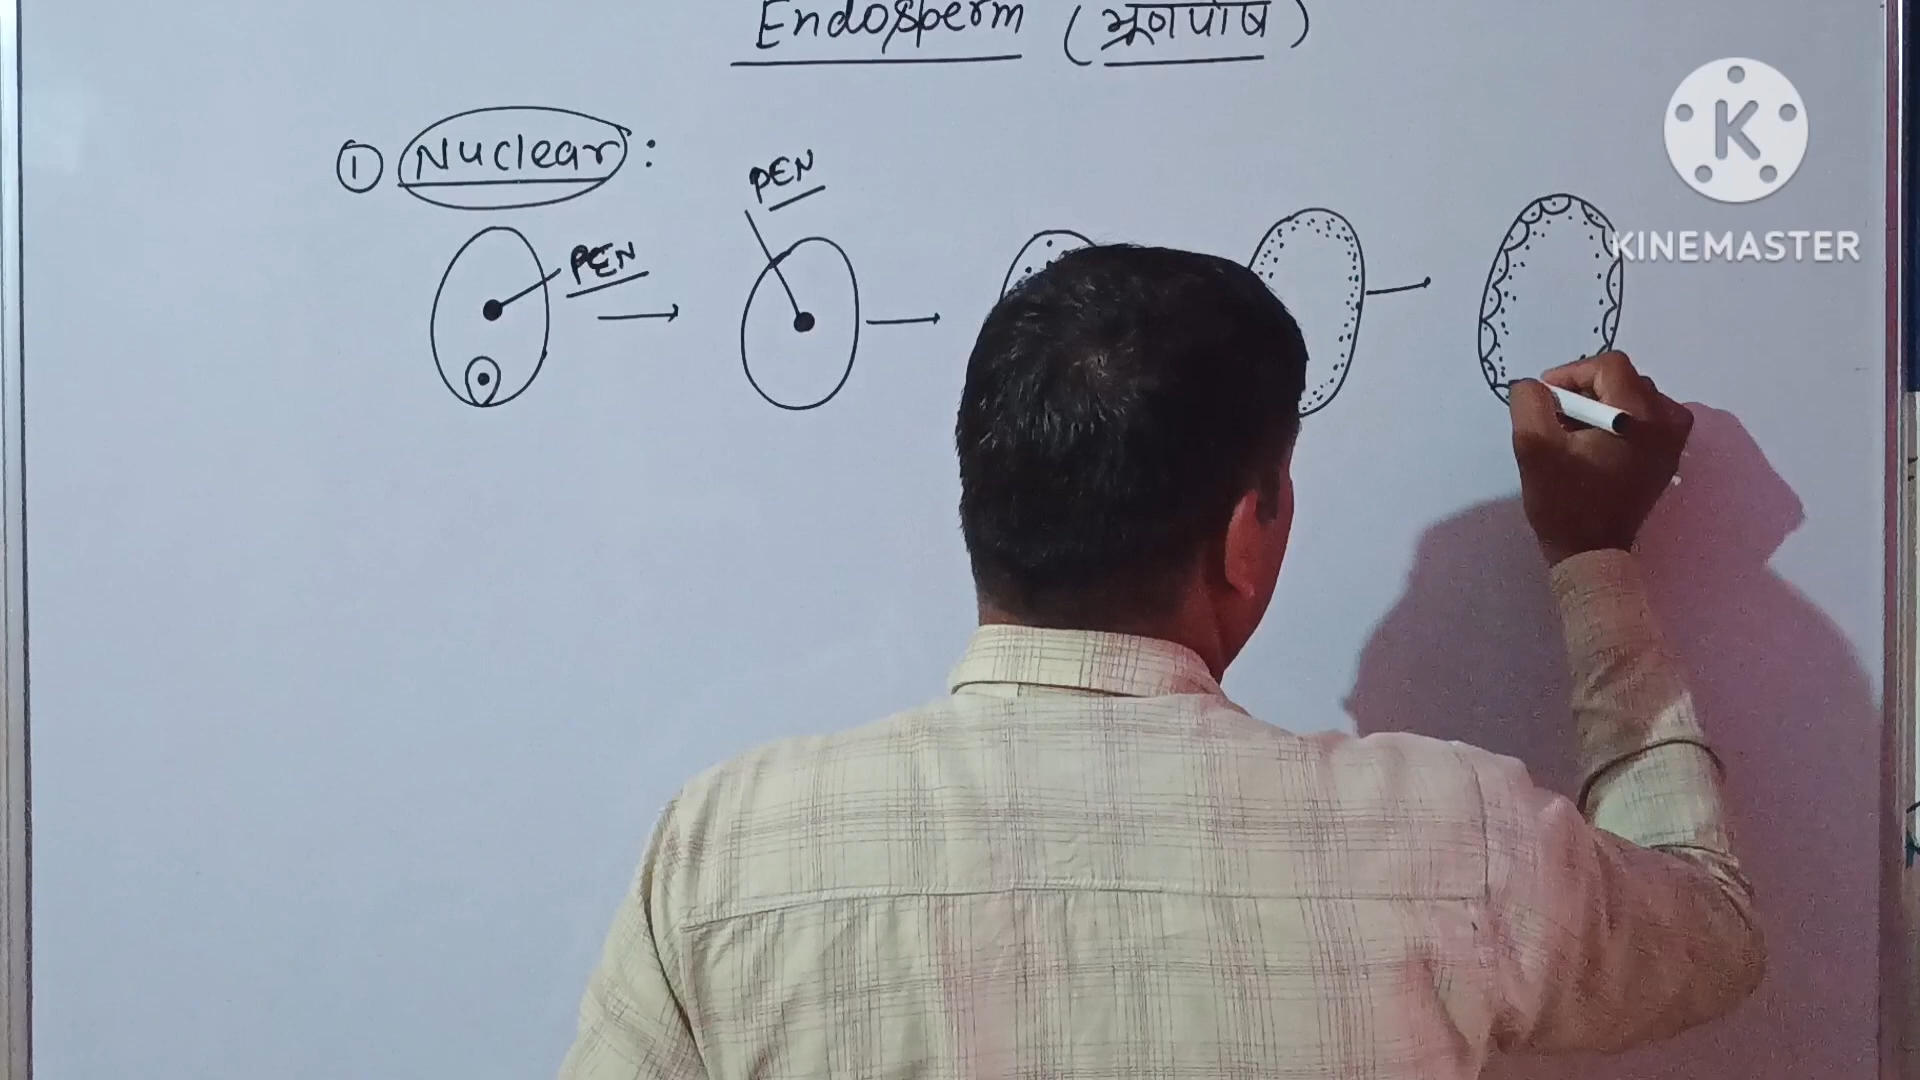 Endosperm (भ्रूणपोष)
① Nuclear :
PEN
PEN
K
KINEMASTER